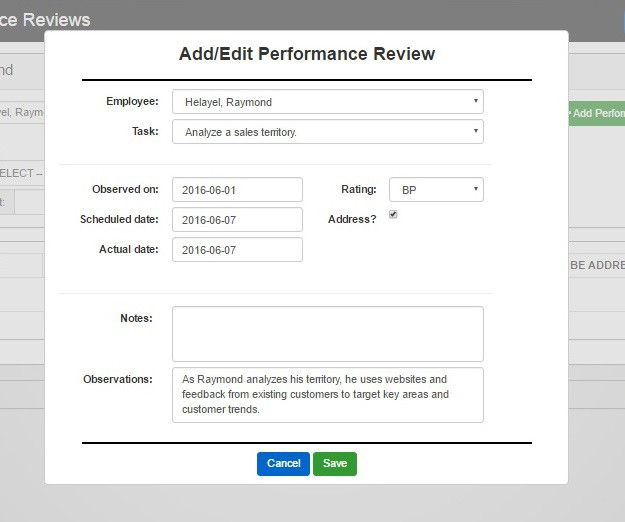 ce Reviews
Add/Edit Performance Review
nd
Employee: Helayel, Raymond
el, Raym
Add Perfor
Task: Analyze a sales territory.
ELECT –
Observed on: 2016-06-01 Rating: BP
t:
Scheduled date: 2016-06-07 Address?
Actual date: 2016-06-07
BE ADDRE
Notes:
Observations: As Raymond analyzes his territory, he uses websites and
feedback from existing customers to target key areas and
customer trends.
Cancel Save